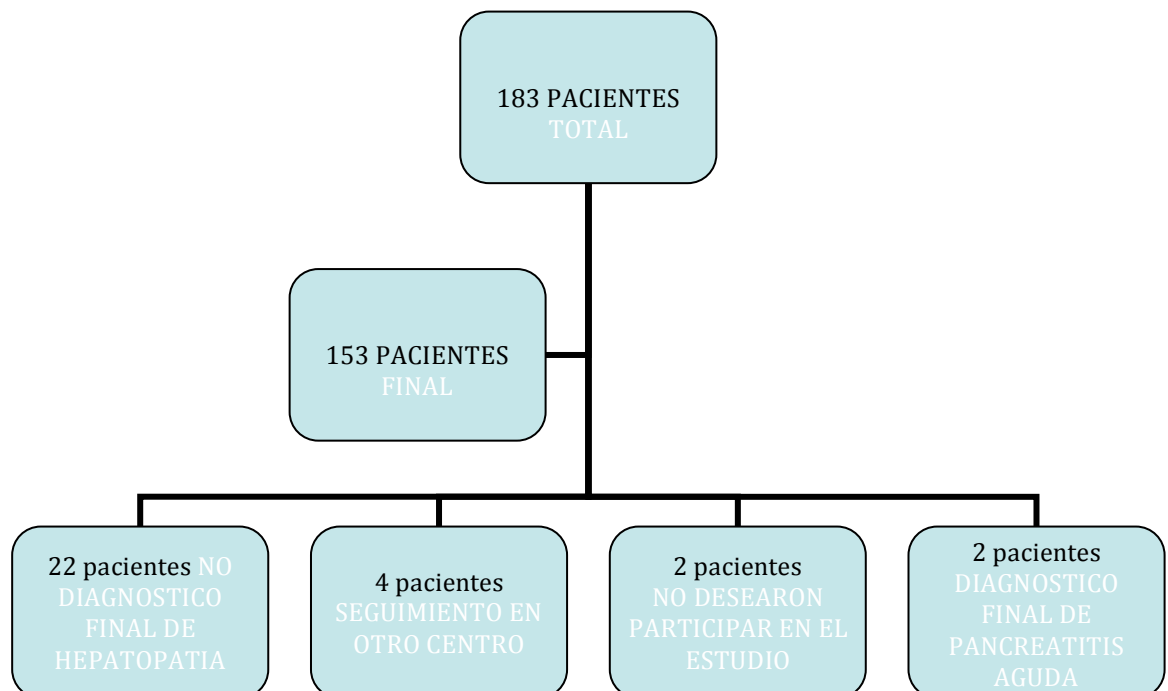 183 PACIENTES
TOTAL
153 PACIENTES
FINAL
22 pacientes NO
DIAGNOSTICO
FINAL DE
HEPATOPATIA
4 pacientes
SEGUIMIENTO EN
OTRO CENTRO
2 pacientes
NO DESEARON
PARTICIPAR EN EL
ESTUDIO
2 pacientes
DIAGNOSTICO
FINAL DE
PANCREATITIS
AGUDA